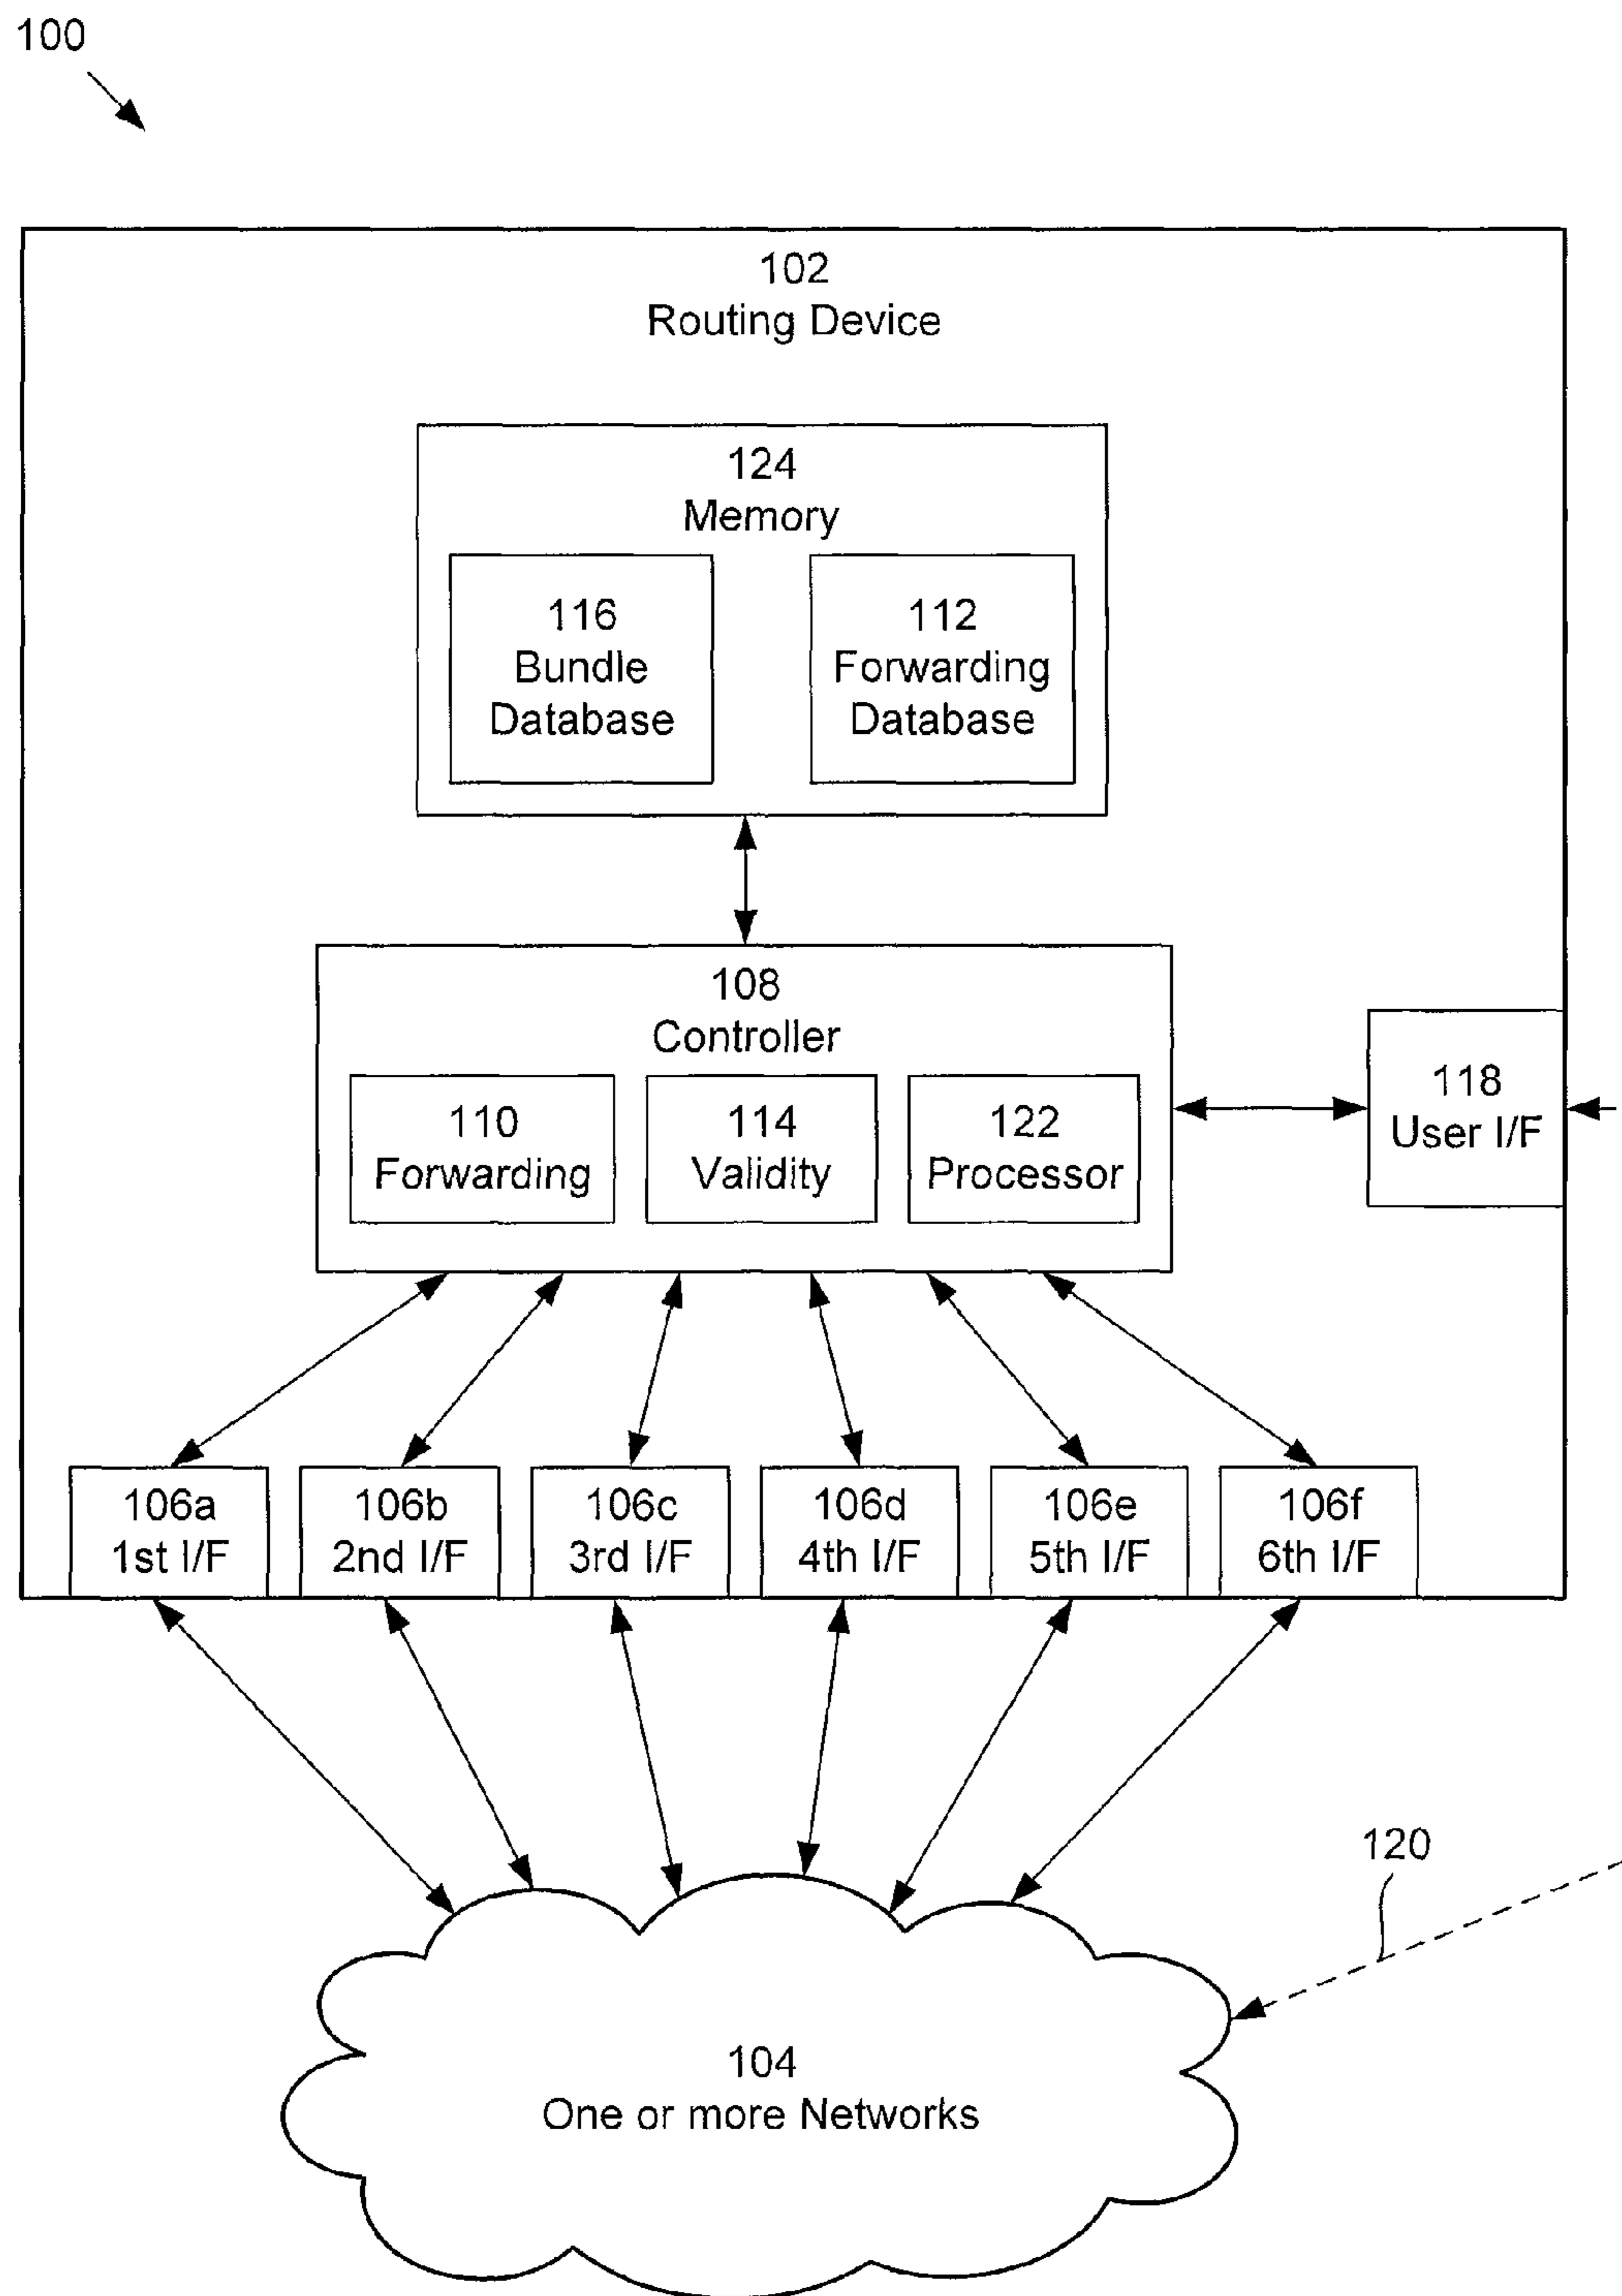 100
102
Routing Device
124
Memory
116
Bundle
Database
112
Forwarding
Database
108
Controller
110
Forwarding
114
Validity
122
Processor
118
User I/F
106a
1st I/F
106b
2nd I/F
106c
3rd I/F
106d
4th I/F
106e
5th I/F
106f
6th I/F
120
104
One or more Networks